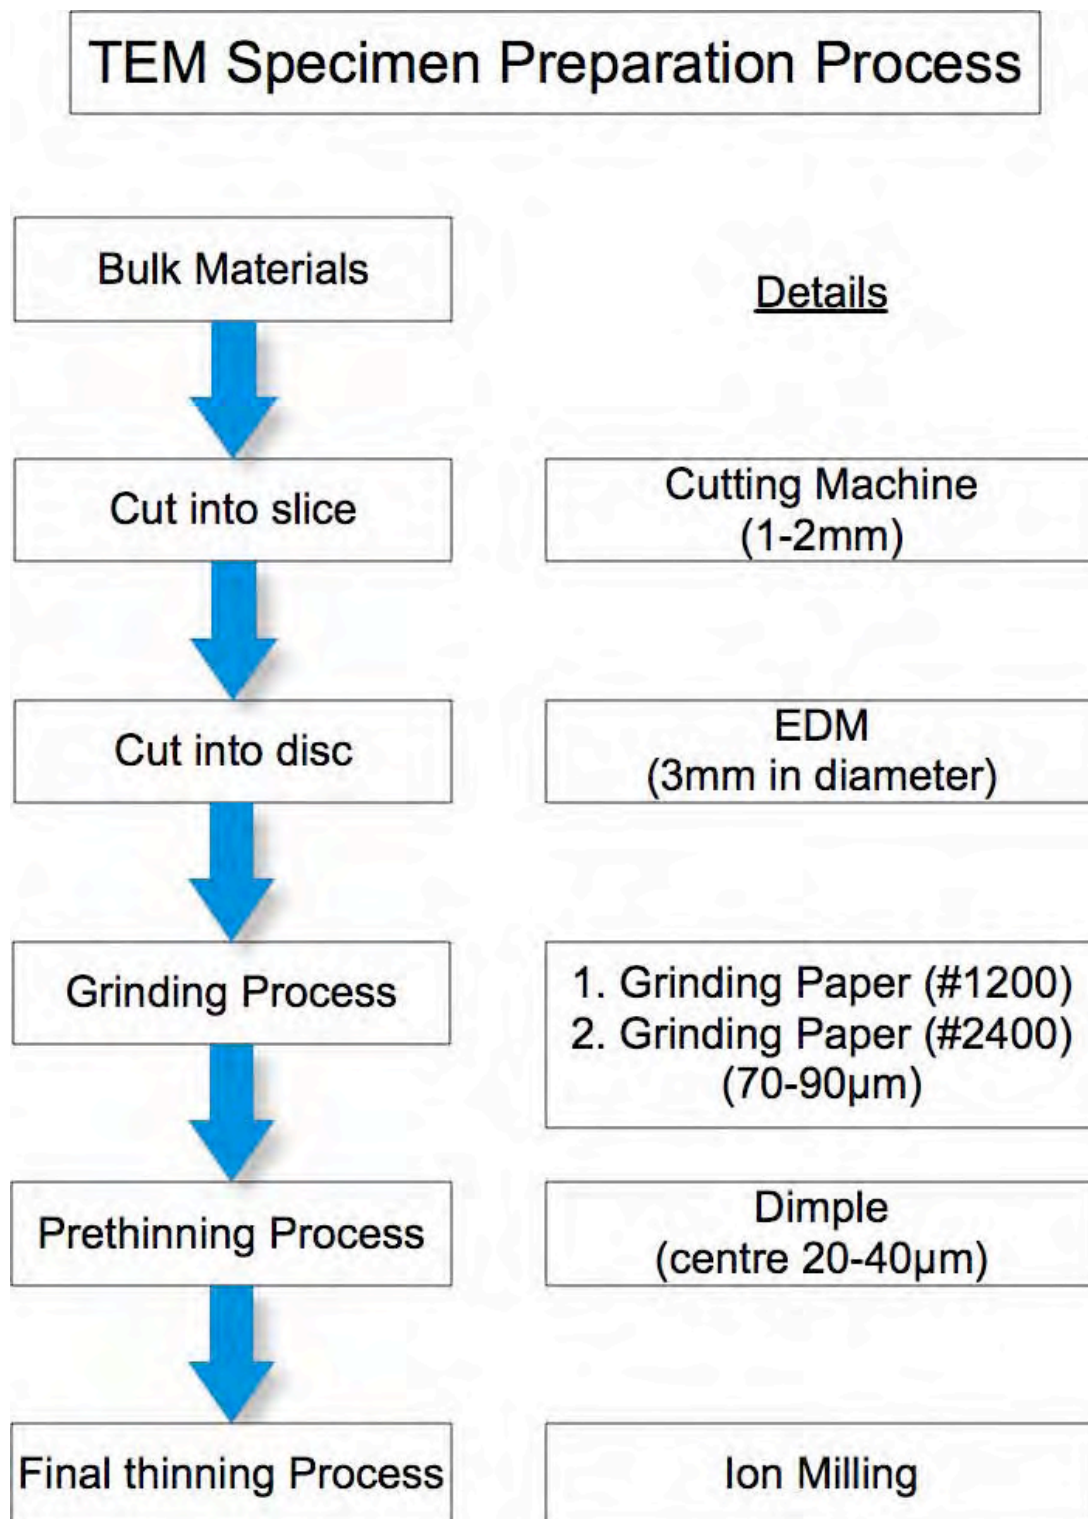 TEM Specimen Preparation Process
Bulk Materials
Details
Cut into slice
Cutting Machine
(1-2mm)
Cut into disc
EDM
(3mm in diameter)
Grinding Process
1. Grinding Paper (#1200)
2. Grinding Paper (#2400)
(70-90µm)
Prethinning Process
Dimple
(centre 20-40µm)
Final thinning Process
Ion Milling